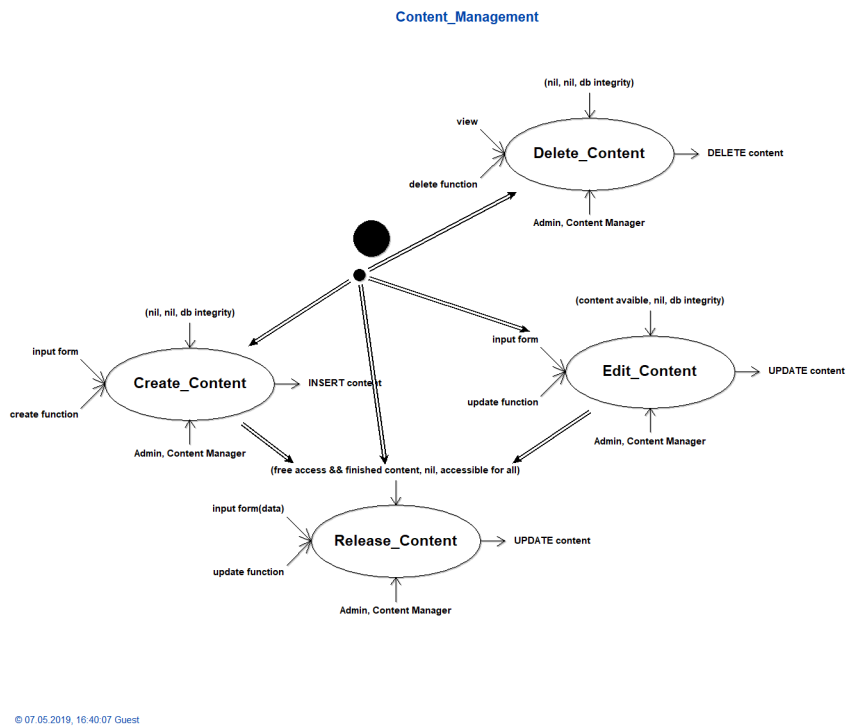 Content_Management
(nil, nil, db integrity)
view
Delete_Content
DELETE content
delete function
Admin, Content Manager
(content avaible, nil, db integrity)
(nil, nil, db integrity)
input form
input form
Edit_Content
UPDATE content
Create_Content
INSERT content
update function
create function
Admin, Content Manager
Admin, Content Manager
(free access && finished content, nil, accessible for all)
input form(data)
Release_Content
UPDATE content
update function
Admin, Content Manager
© 07.05.2019, 16:40:07 Guest